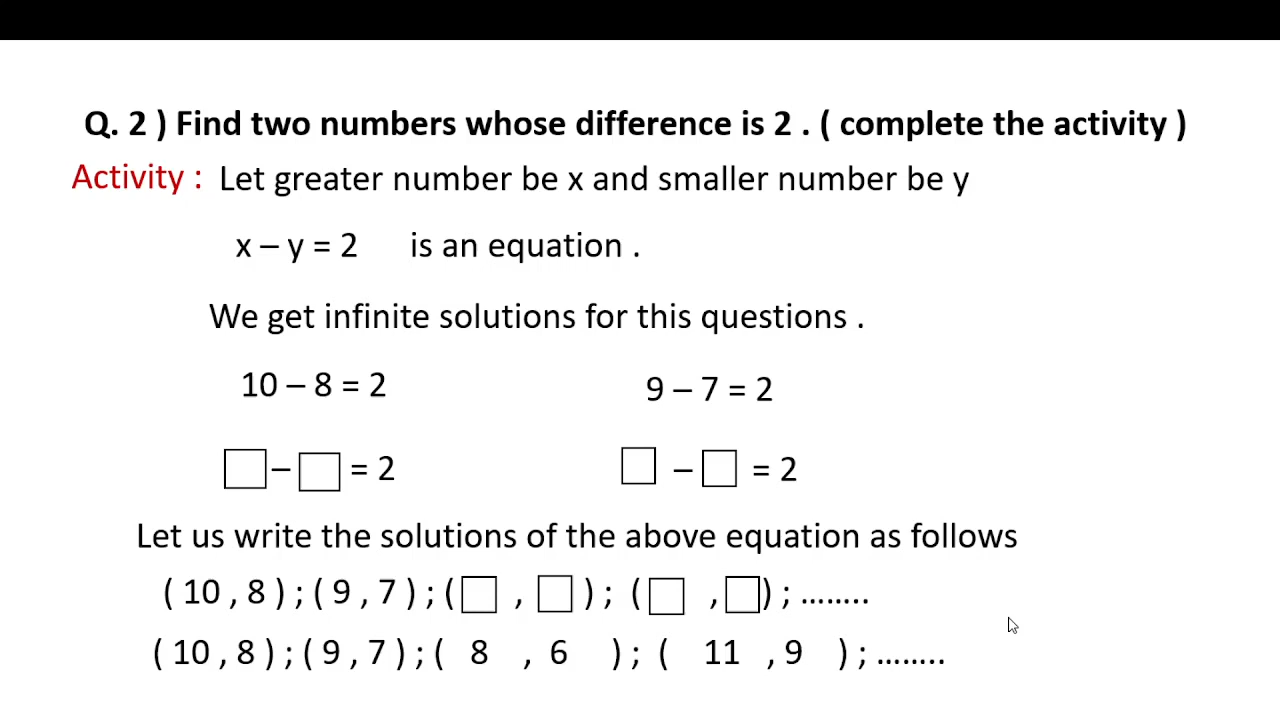 Q. 2 ) Find two numbers whose difference is 2 . ( complete the activity )
Activity : Let greater number be x and smaller number be y
x – y = 2 is an equation .
We get infinite solutions for this questions .
10 – 8 = 2 9 – 7 = 2
□ – □ = 2 □ – □ = 2
Let us write the solutions of the above equation as follows
( 10 , 8 ) ; ( 9 , 7 ) ; ( □ , □ ) ; ( □ , □ ) ; ……..
( 10 , 8 ) ; ( 9 , 7 ) ; ( 8 , 6 ) ; ( 11 , 9 ) ; ……..